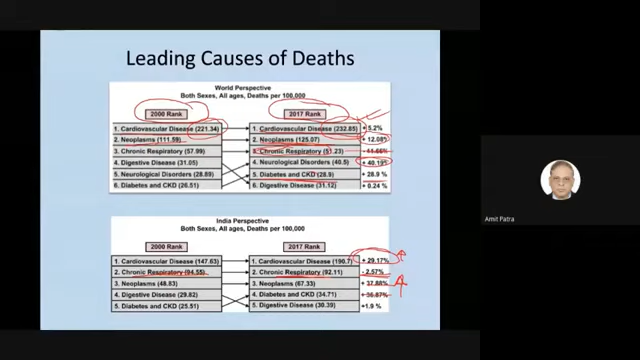 Leading Causes of Deaths
World Perspective
Both Sexes, All ages, Deaths per 100,000
2000 Rank 2017 Rank
1. Cardiovascular Disease (221.34) 1. Cardiovascular Disease (232.85) + 5.2%
2. Neoplasms (111.59) 2. Neoplasms (125.07) + 12.08%
3. Chronic Respiratory (57.99) 3. Chronic Respiratory (51.23) - 11.66%
4. Digestive Disease (31.05) 4. Neurological Disorders (40.5) + 40.19%
5. Neurological Disorders (28.89) 5. Diabetes and CKD (28.9) + 28.9 %
6. Diabetes and CKD (26.51) 6. Digestive Disease (31.12) + 0.24 %
India Perspective
Both Sexes, All ages, Deaths per 100,000
2000 Rank 2017 Rank
1. Cardiovascular Disease (147.63) 1. Cardiovascular Disease (190.7) + 29.17%
2. Chronic Respiratory (94.55) 2. Chronic Respiratory (92.11) - 2.57%
3. Neoplasms (48.83) 3. Neoplasms (67.33) + 37.88%
4. Digestive Disease (29.82) 4. Diabetes and CKD (34.71) + 36.87%
5. Diabetes and CKD (25.51) 5. Digestive Disease (30.39) +1.9 %
Amit Patra